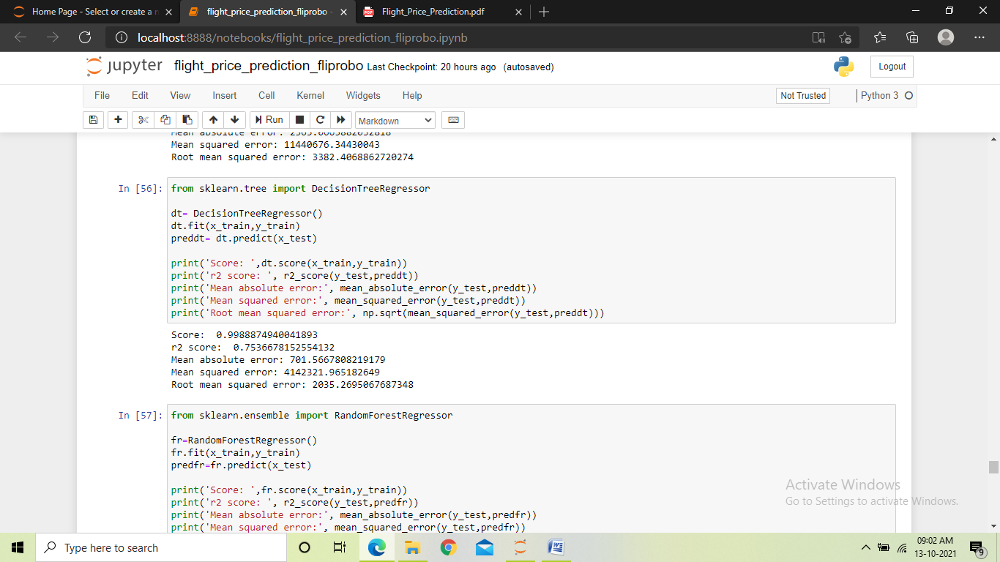 Home Page - Select or create a n
flight_price_prediction_fliprobo -
Flight_Price_Prediction.pdf
localhost:8888/notebooks/flight_price_prediction_fliprobo.ipynb
jupyter flight_price_prediction_fliprobo Last Checkpoint: 20 hours ago (autosaved)
Logout
File Edit View Insert Cell Kernel Widgets Help
Not Trusted
Python 3
Run
Markdown
Mean absolute error:
Mean squared error: 11440676.34430043
Root mean squared error: 3382.4068862720274
In [56]: from sklearn.tree import DecisionTreeRegressor
dt= DecisionTreeRegressor()
dt.fit(x_train,y_train)
preddt= dt.predict(x_test)
print('Score: ',dt.score(x_train,y_train))
print('r2 score: ', r2_score(y_test,preddt))
print('Mean absolute error:', mean_absolute_error(y_test,preddt))
print('Mean squared error:', mean_squared_error(y_test,preddt))
print('Root mean squared error:', np.sqrt(mean_squared_error(y_test,preddt)))
Score:  0.9988874940041893
r2 score:  0.7536678152554132
Mean absolute error: 701.5667808219179
Mean squared error: 4142321.965182649
Root mean squared error: 2035.2695067687348
In [57]: from sklearn.ensemble import RandomForestRegressor
fr=RandomForestRegressor()
fr.fit(x_train,y_train)
predfr=fr.predict(x_test)
print('Score: ',fr.score(x_train,y_train))
print('r2 score: ', r2_score(y_test,predfr))
print('Mean absolute error:', mean_absolute_error(y_test,predfr))
print('Mean squared error:', mean_squared_error(y_test,predfr))
Activate Windows
Go to Settings to activate Windows.
Type here to search
09:02 AM
13-10-2021
9